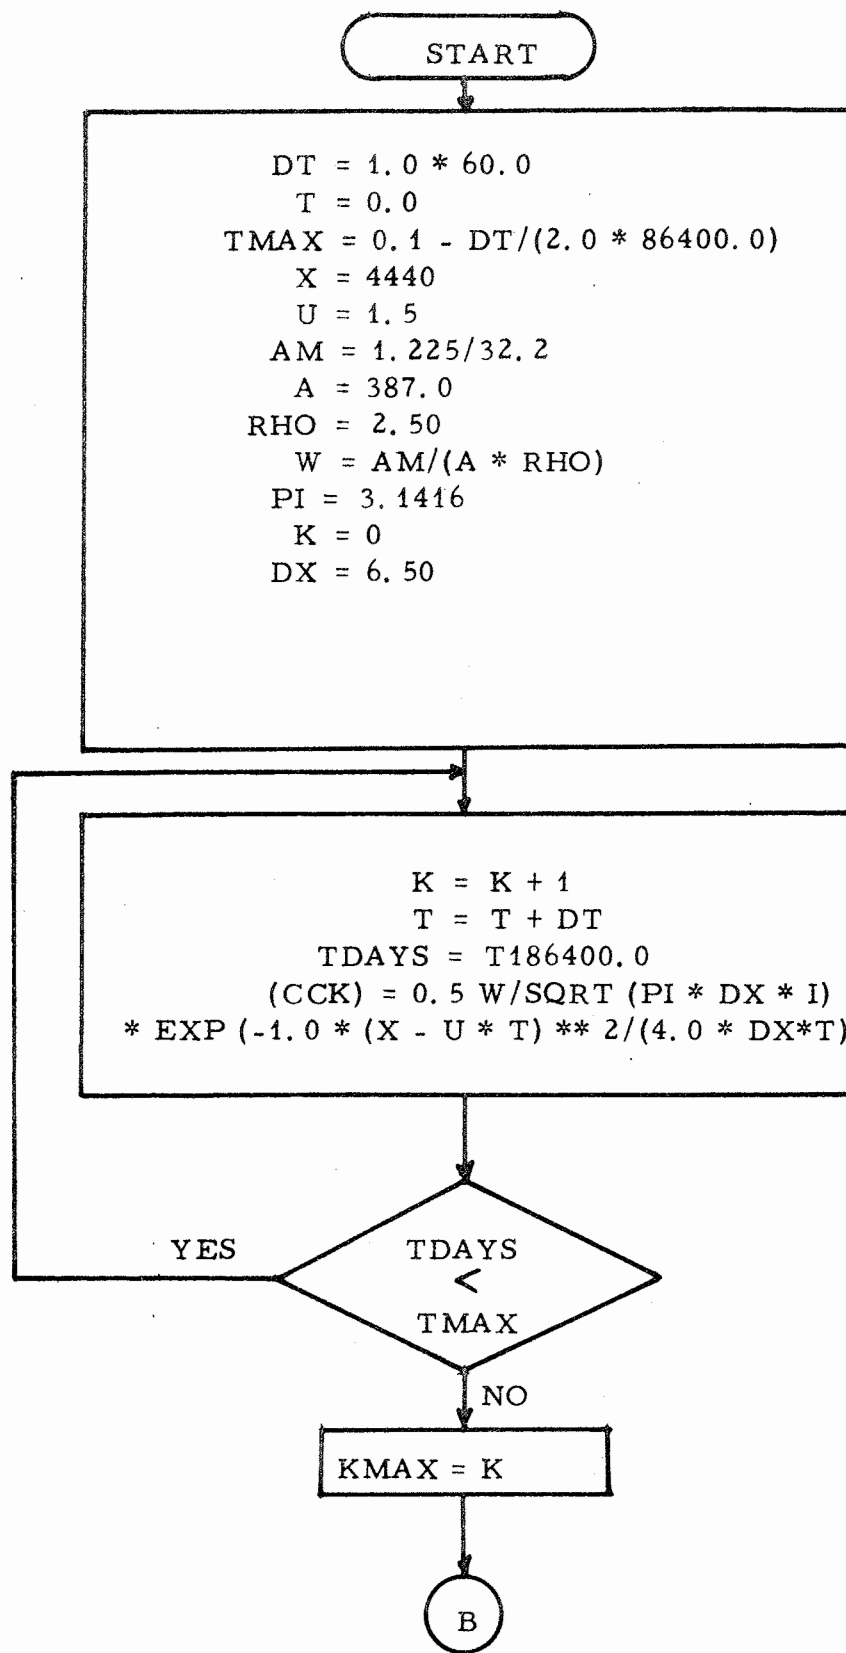 START
DT = 1.0 * 60.0
T = 0.0
TMAX = 0.1 - DT/(2.0 * 86400.0)
X = 4440
U = 1.5
AM = 1.225/32.2
A = 387.0
RHO = 2.50
W = AM/(A * RHO)
PI = 3.1416
K = 0
DX = 6.50
K = K + 1
T = T + DT
TDAYS = T186400.0
(CCK) = 0.5 W/SQRT (PI * DX * I)
* EXP (-1.0 * (X - U * T) ** 2/(4.0 * DX*T)
YES
TDAYS
<
TMAX
NO
KMAX = K
B